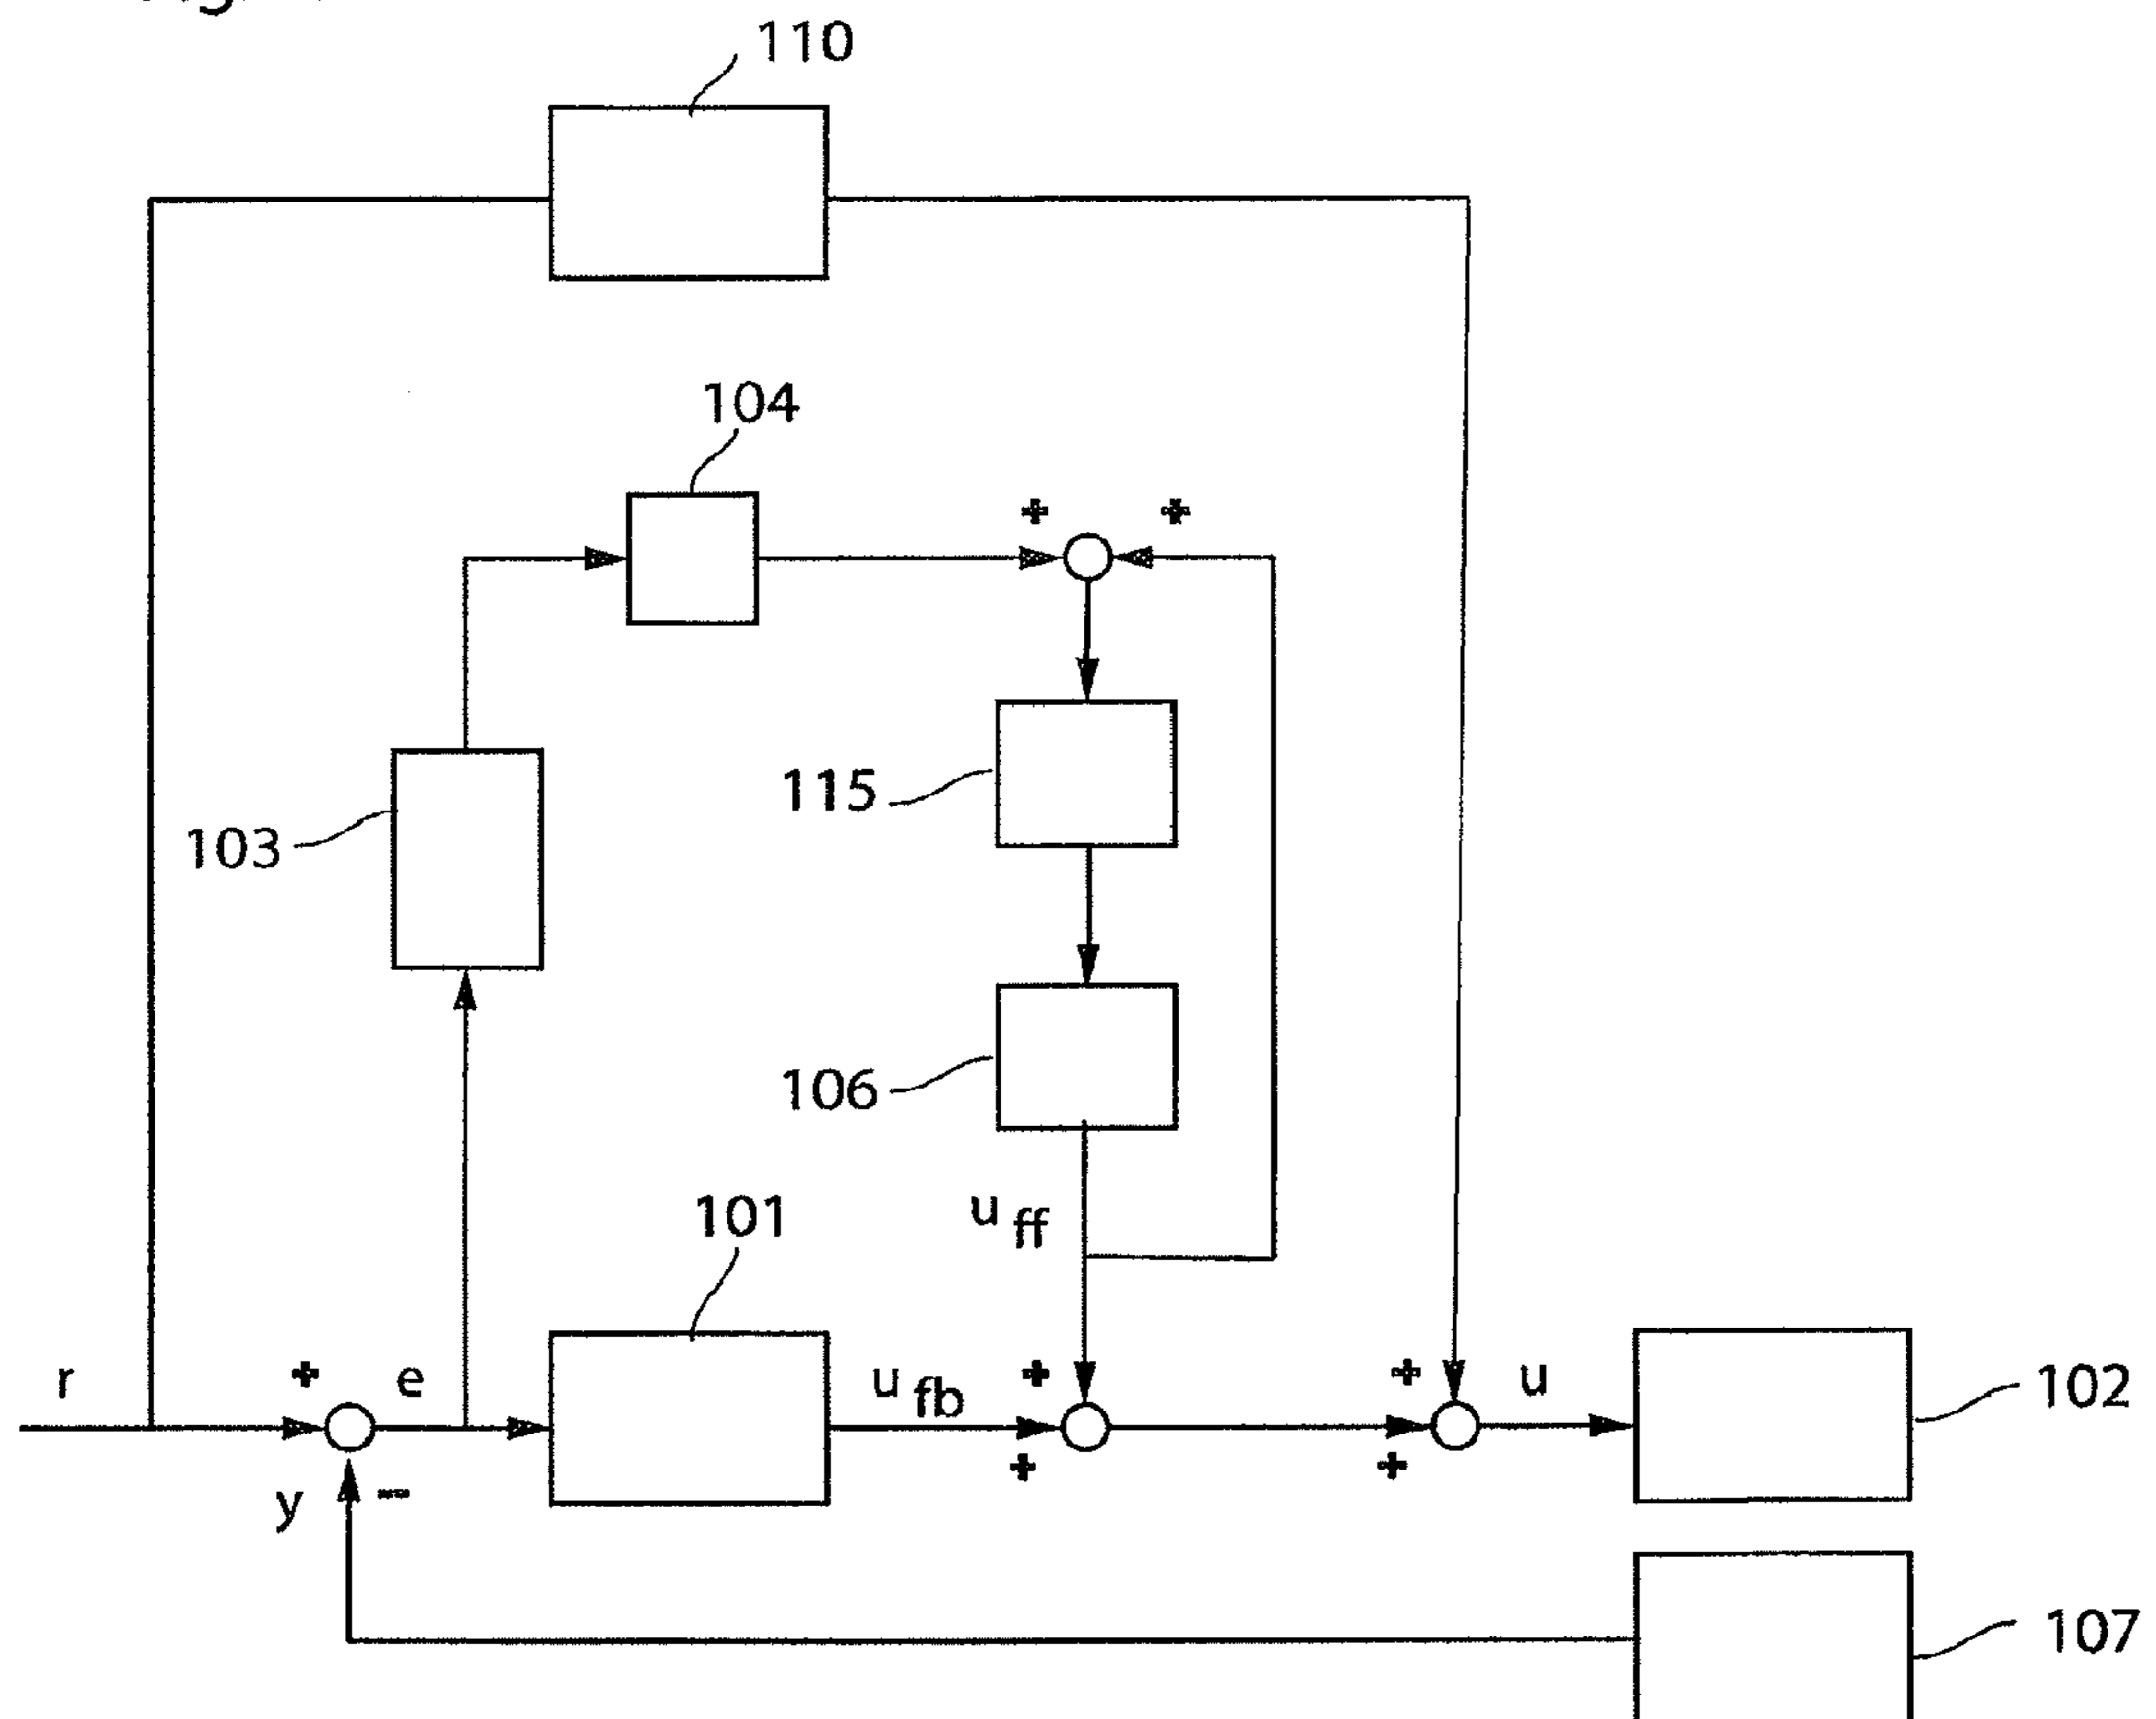 110
104
+ +
115
103
106
u ff
101
r + e u fb + + u 102
y - + +
107